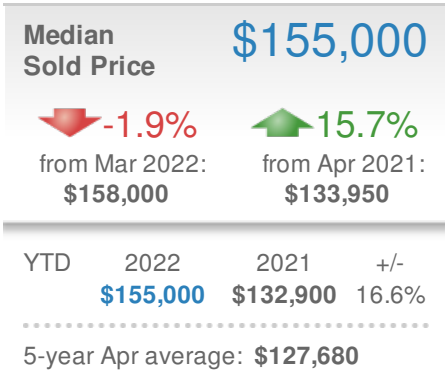 Median $155,000
Sold Price
-1.9% 15.7%
from Mar 2022: from Apr 2021:
$158,000 $133,950
YTD 2022 2021 +/-
$155,000 $132,900 16.6%
5-year Apr average: $127,680